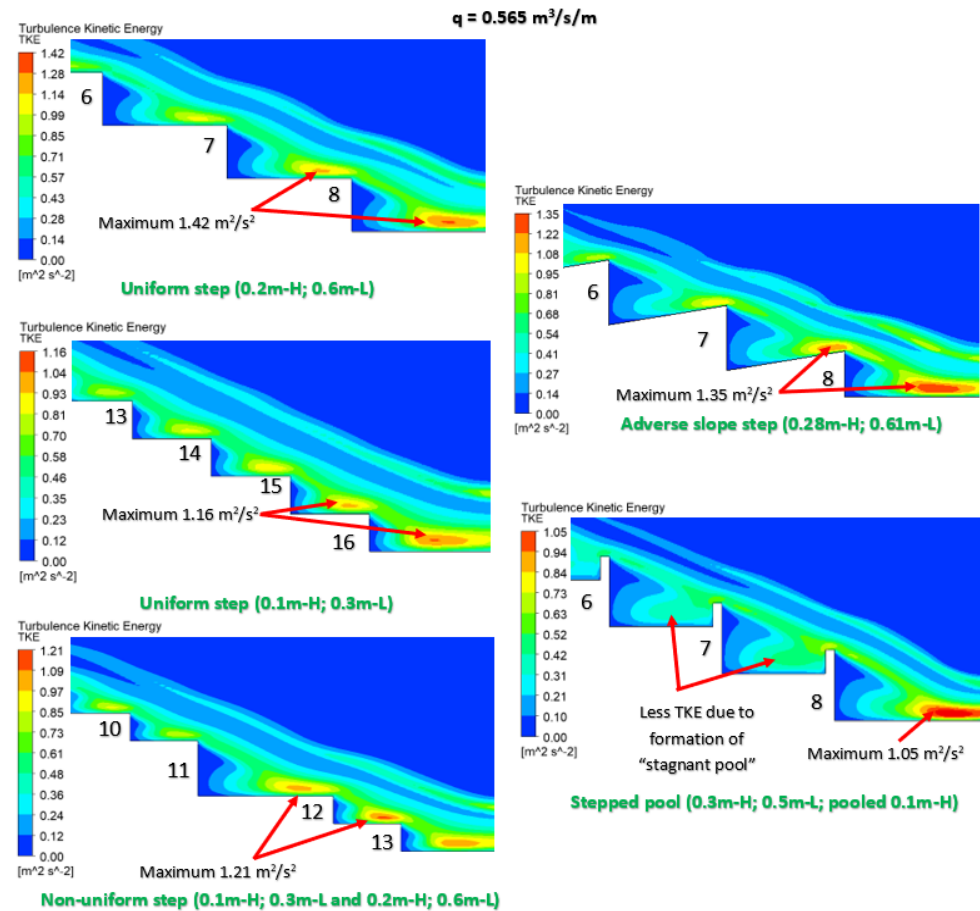 q = 0.565 m³/s/m
Turbulence Kinetic Energy
TKE
1.42
1.28
1.14
0.99
0.85
0.71
0.57
0.43
0.28
0.14
0.00
[m^2 s^-2]
6
7
8
Maximum 1.42 m²/s²
Uniform step (0.2m-H; 0.6m-L)
Turbulence Kinetic Energy
TKE
1.16
1.04
0.93
0.81
0.70
0.58
0.46
0.35
0.23
0.12
0.00
[m^2 s^-2]
13
14
15
16
Maximum 1.16 m²/s²
Uniform step (0.1m-H; 0.3m-L)
Turbulence Kinetic Energy
TKE
1.21
1.09
0.97
0.85
0.73
0.61
0.48
0.36
0.24
0.12
0.00
[m^2 s^-2]
10
11
12
13
Maximum 1.21 m²/s²
Non-uniform step (0.1m-H; 0.3m-L and 0.2m-H; 0.6m-L)
Turbulence Kinetic Energy
TKE
1.35
1.22
1.08
0.95
0.81
0.68
0.54
0.41
0.27
0.14
0.00
[m^2 s^-2]
6
7
8
Maximum 1.35 m²/s²
Adverse slope step (0.28m-H; 0.61m-L)
Turbulence Kinetic Energy
TKE
1.05
0.94
0.84
0.73
0.63
0.52
0.42
0.31
0.21
0.10
0.00
[m^2 s^-2]
6
7
8
Less TKE due to
formation of
“stagnant pool”
Maximum 1.05 m²/s²
Stepped pool (0.3m-H; 0.5m-L; pooled 0.1m-H)